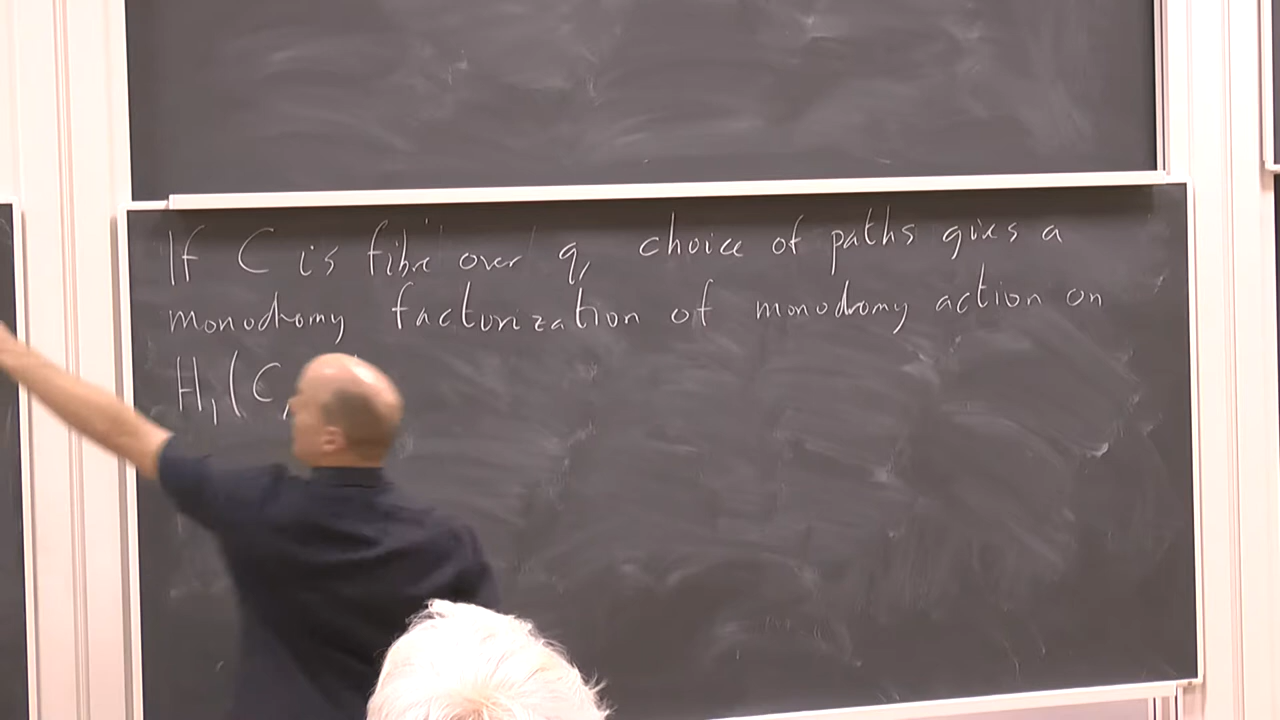 If C is fibre over q, choice of paths gives a
monodromy factorization of monodromy action on
H₁(C,